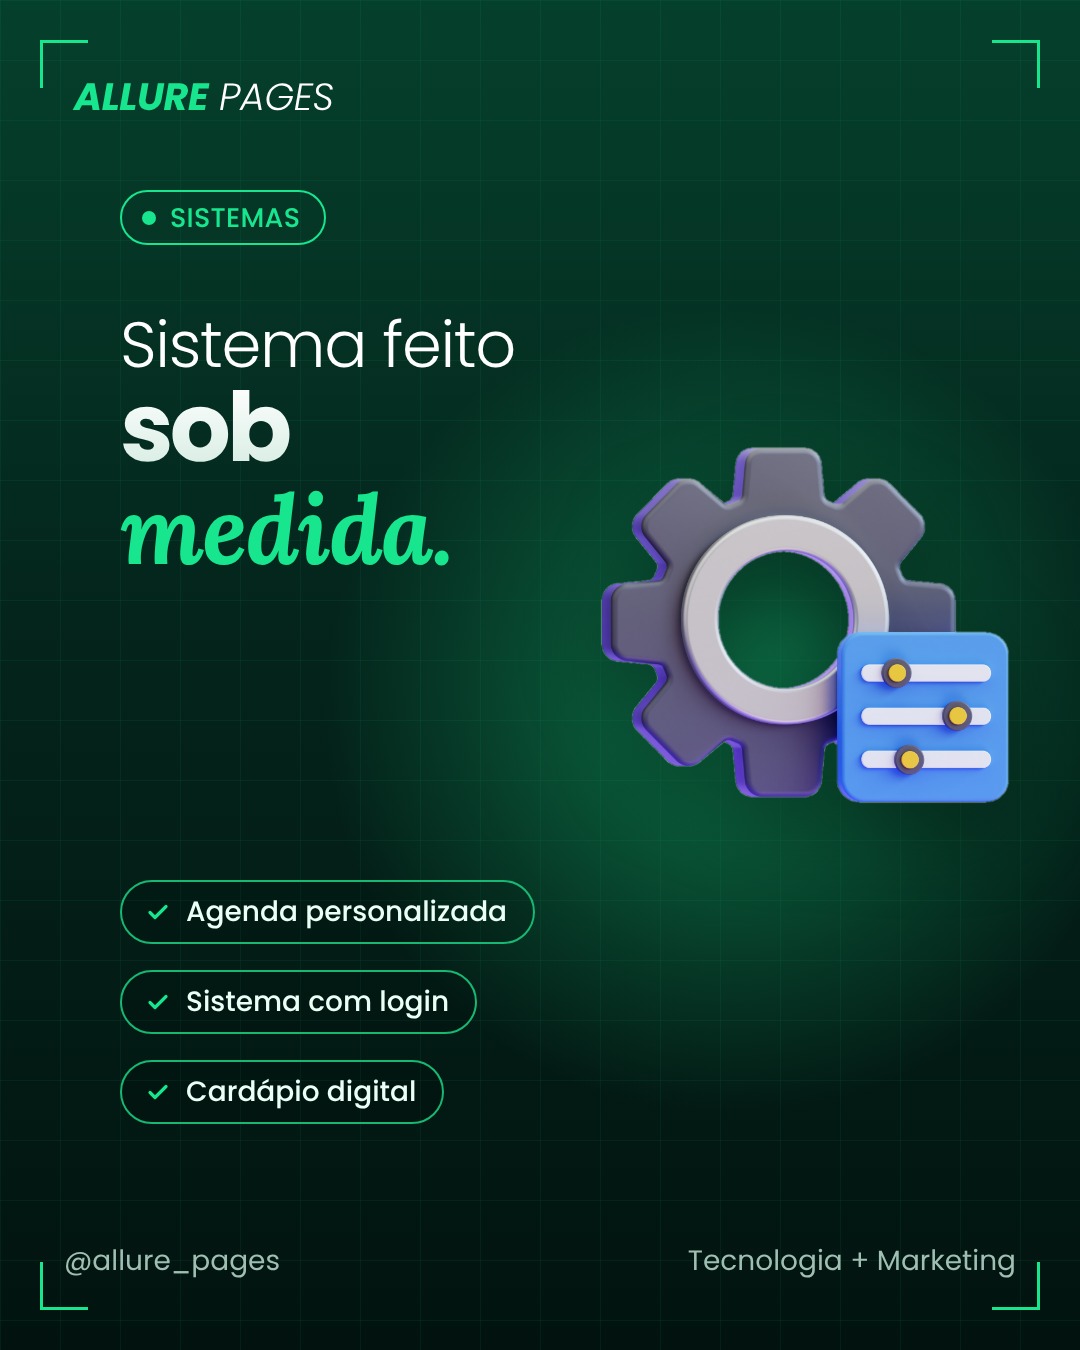 ALLURE PAGES
SISTEMAS
Sistema feito
sob
medida.
Agenda personalizada
Sistema com login
Cardápio digital
@allure_pages
Tecnologia + Marketing